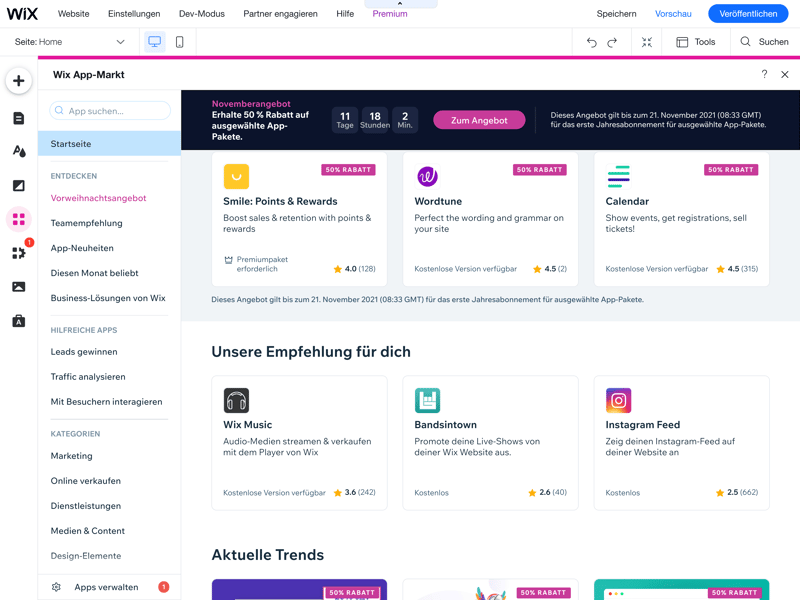 WiX Website Einstellungen Dev-Modus Partner engagieren Hilfe Premium Speichern Vorschau Veröffentlichen
Seite: Home Tools Suchen
Wix App-Markt ?
App suchen...
Startseite
ENTDECKEN
Vorweihnachtsangebot
Teamempfehlung
App-Neuheiten
Diesen Monat beliebt
Business-Lösungen von Wix
HILFREICHE APPS
Leads gewinnen
Traffic analysieren
Mit Besuchern interagieren
KATEGORIEN
Marketing
Online verkaufen
Dienstleistungen
Medien & Content
Design-Elemente
Apps verwalten 1
1
A
Novemberangebot
Erhalte 50 % Rabatt auf
ausgewählte App-
Pakete.
11 18 2
Tage Stunden Min.
Zum Angebot
Dieses Angebot gilt bis zum 21. November 2021 (08:33 GMT)
für das erste Jahresabonnement für ausgewählte App-Pakete.
50% RABATT
Smile: Points & Rewards
Boost sales & retention with points &
rewards
Premiumpaket
erforderlich
4.0 (128)
50% RABATT
Wordtune
Perfect the wording and grammar on
your site
Kostenlose Version verfügbar 4.5 (2)
50% RABATT
Calendar
Show events, get registrations, sell
tickets!
Kostenlose Version verfügbar 4.5 (315)
Dieses Angebot gilt bis zum 21. November 2021 (08:33 GMT) für das erste Jahresabonnement für ausgewählte App-Pakete.
Unsere Empfehlung für dich
Wix Music
Audio-Medien streamen & verkaufen
mit dem Player von Wix
Kostenlose Version verfügbar 3.6 (242)
Bandsintown
Promote deine Live-Shows von
deiner Wix Website aus.
Kostenlos 2.6 (40)
Instagram Feed
Zeig deinen Instagram-Feed auf
deiner Website an
Kostenlos 2.5 (662)
Aktuelle Trends
50% RABATT 50% RABATT 50% RABATT